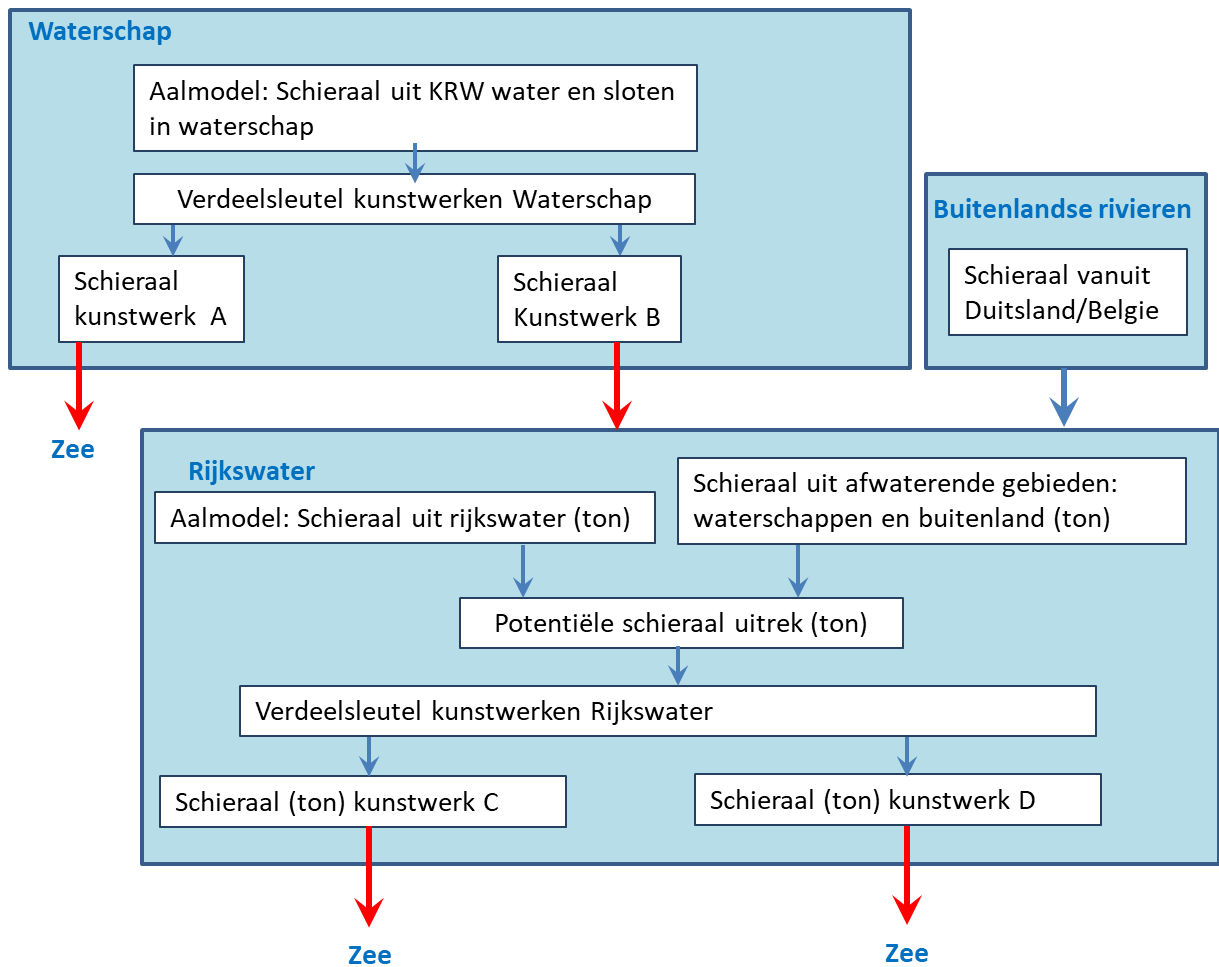 Waterschap
Aalmodel: Schieraal uit KRW water en sloten
in waterschap
Verdeelsleutel kunstwerken Waterschap
Schieraal
kunstwerk A
Schieraal
Kunstwerk B
Buitenlandse rivieren
Schieraal vanuit
Duitsland/Belgie
Zee
Rijkswater
Aalmodel: Schieraal uit rijkswater (ton)
Schieraal uit afwaterende gebieden:
waterschappen en buitenland (ton)
Potentiële schieraal uitrek (ton)
Verdeelsleutel kunstwerken Rijkswater
Schieraal (ton) kunstwerk C
Schieraal (ton) kunstwerk D
Zee
Zee